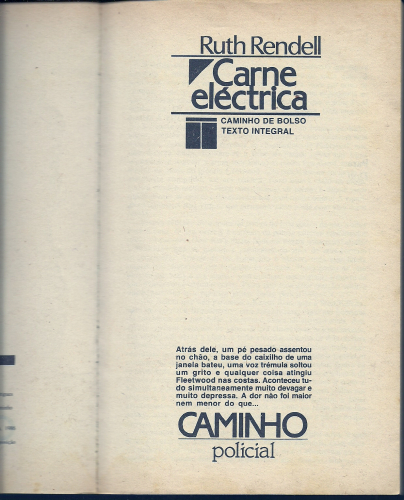 Ruth Rendell
Carne
eléctrica
CAMINHO DE BOLSO
TEXTO INTEGRAL
Atrás dele, um pé pesado assentou
no chão, a base do caixilho de uma
janela bateu, uma voz trémula soltou
um grito e qualquer coisa atingiu
Fleetwood nas costas. Aconteceu tu-
do simultaneamente muito devagar e
muito depressa. A dor não foi maior
nem menor do que...
CAMINHO
policial